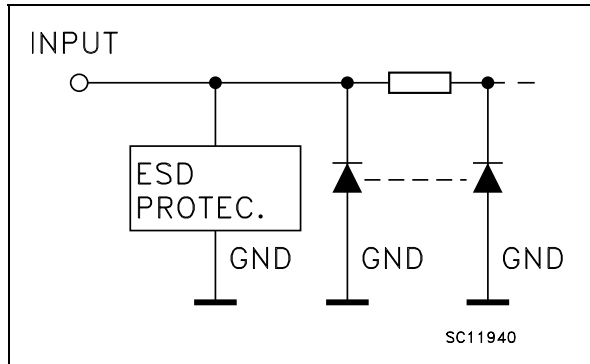 INPUT
ESD
PROTEC.
GND
GND
GND
SC11940